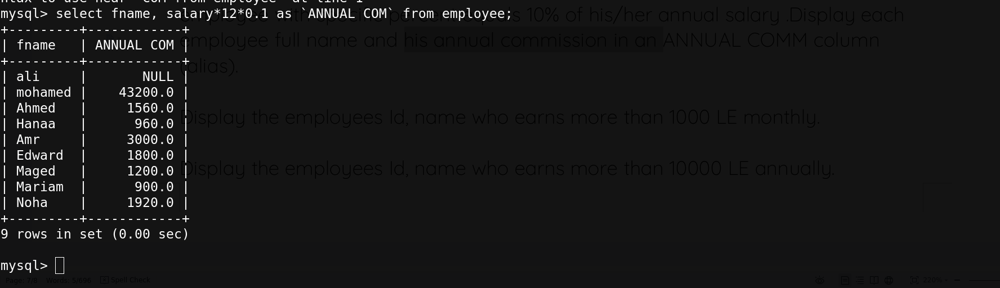 mysql> select fname, salary*12*0.1 as `ANNUAL COM` from employee;
10% of his/her annual salary .Display each
+---------+------------+
| fname   | ANNUAL COM |
employee full name and his annual commission in an ANNUAL COMM column
+---------+------------+
(alias).
| ali     |       NULL |
| mohamed |    43200.0 |
| Ahmed   |     1560.0 |
Display the employees Id, name who earns more than 1000 LE monthly.
| Hanaa   |      960.0 |
| Amr     |     3000.0 |
| Edward  |     1800.0 |
| Maged   |     1200.0 |
Display the employees Id, name who earns more than 10000 LE annually.
| Mariam  |      900.0 |
| Noha    |     1920.0 |
+---------+------------+
9 rows in set (0.00 sec)
mysql>
Page: 7/8 Words: 5/696 Spell Check 220%